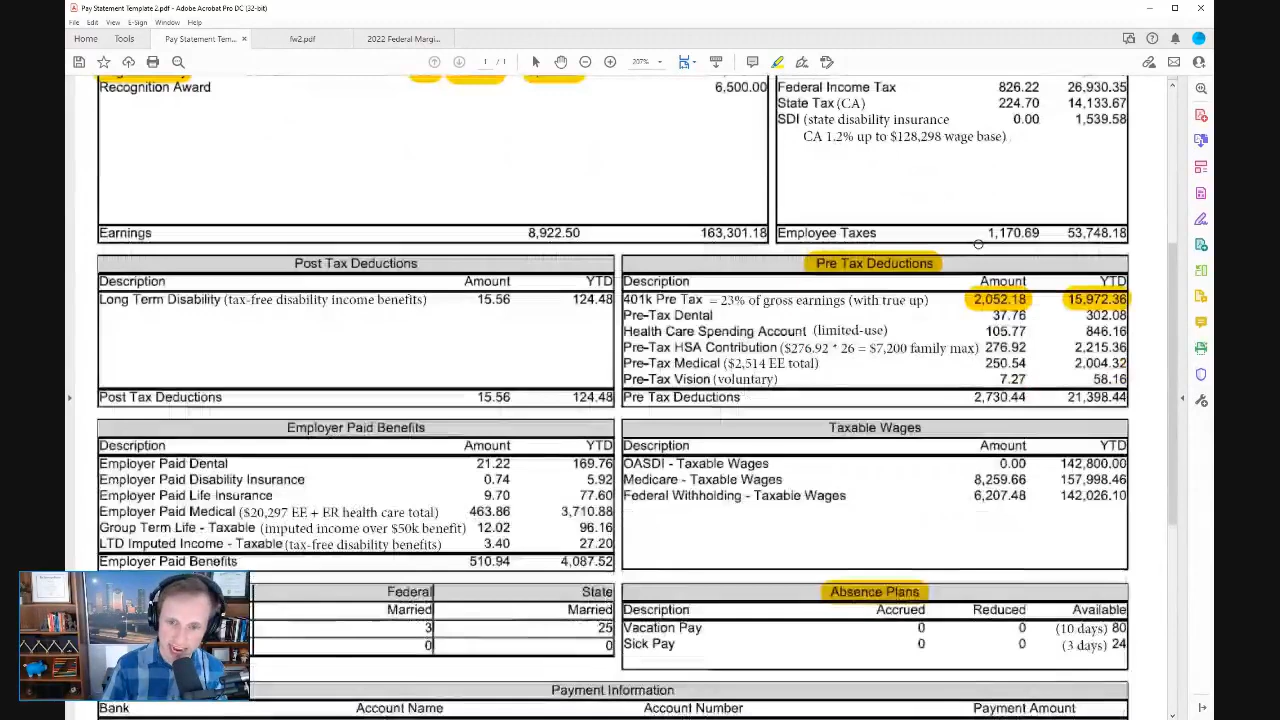 Pay Statement Template 2.pdf - Adobe Acrobat Pro DC (32-bit)
File Edit View E-Sign Window Help
Home Tools Pay Statement Tem... × fw2.pdf 2022 Federal Margi...
1 / 1 207%
Recognition Award 6,500.00
Federal Income Tax 826.22 26,930.35
State Tax (CA) 224.70 14,133.67
SDI (state disability insurance 0.00 1,539.58
CA 1.2% up to $128,298 wage base)
Earnings 8,922.50 163,301.18
Employee Taxes 1,170.69 53,748.18
Post Tax Deductions
Description Amount YTD
Long Term Disability (tax-free disability income benefits) 15.56 124.48
Post Tax Deductions 15.56 124.48
Pre Tax Deductions
Description Amount YTD
401k Pre Tax = 23% of gross earnings (with true up) 2,052.18 15,972.36
Pre-Tax Dental 37.76 302.08
Health Care Spending Account (limited-use) 105.77 846.16
Pre-Tax HSA Contribution ($276.92 * 26 = $7,200 family max) 276.92 2,215.36
Pre-Tax Medical ($2,514 EE total) 250.54 2,004.32
Pre-Tax Vision (voluntary) 7.27 58.16
Pre Tax Deductions 2,730.44 21,398.44
Employer Paid Benefits
Description Amount YTD
Employer Paid Dental 21.22 169.76
Employer Paid Disability Insurance 0.74 5.92
Employer Paid Life Insurance 9.70 77.60
Employer Paid Medical ($20,297 EE + ER health care total) 463.86 3,710.88
Group Term Life - Taxable (imputed income over $50k benefit) 12.02 96.16
LTD Imputed Income - Taxable (tax-free disability benefits) 3.40 27.20
Employer Paid Benefits 510.94 4,087.52
Taxable Wages
Description Amount YTD
OASDI - Taxable Wages 0.00 142,800.00
Medicare - Taxable Wages 8,259.66 157,998.46
Federal Withholding - Taxable Wages 6,207.48 142,026.10
Federal State
Married Married
3 25
0 0
Absence Plans
Description Accrued Reduced Available
Vacation Pay 0 0 (10 days) 80
Sick Pay 0 0 (3 days) 24
Payment Information
Bank Account Name Account Number Payment Amount